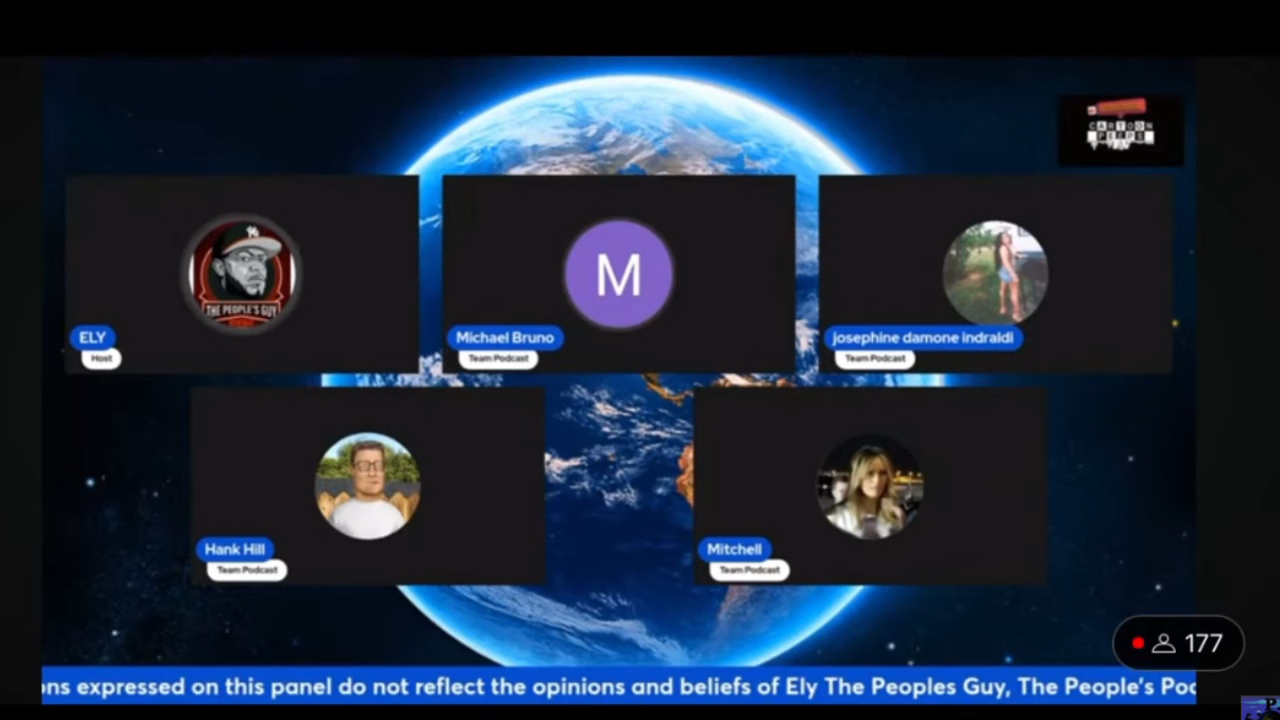 CARTOON
PEEPS
THE PEOPLE'S GUY
M
ELY
Host
Michael Bruno
Team Podcast
josephine damone indraldi
Team Podcast
Hank Hill
Team Podcast
Mitchell
Team Podcast
177
ons expressed on this panel do not reflect the opinions and beliefs of Ely The Peoples Guy, The People's Poc